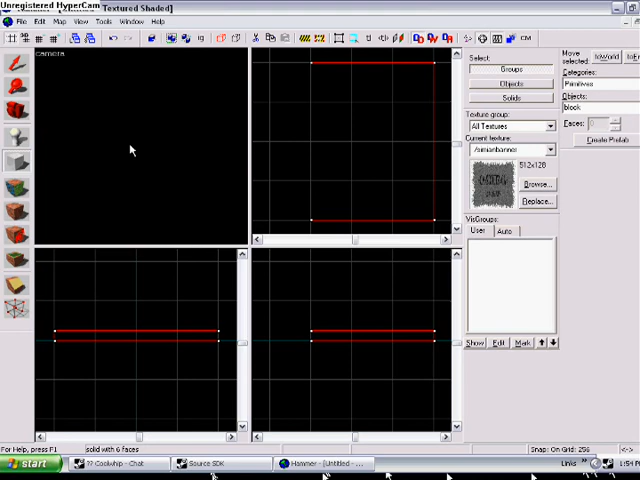 Unregistered HyperCam
Textured Shaded]
File Edit Map View Tools Window Help
camera
Select:
Groups
Objects
Solids
Move
selected:
toWorld
Categories:
Primitives
Objects:
block
Faces: 0
Create Prefab
Texture group:
All Textures
Current texture:
512x128
Browse...
Replace...
VisGroups:
User Auto
Show Edit Mark
For Help, press F1
solid with 6 faces
Snap: On Grid: 256
<->
start
?? Coolwhip - Chat
Source SDK
Hammer - [Untitled - ...
Links »
1:54 P